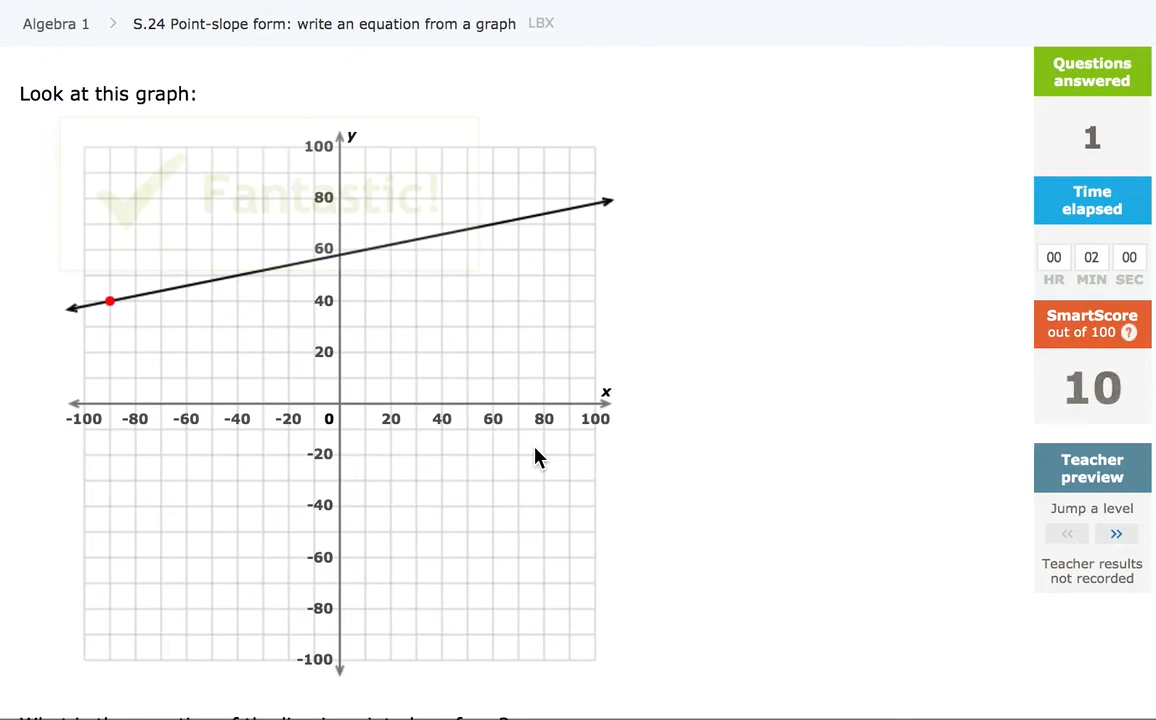 Algebra 1 > S.24 Point-slope form: write an equation from a graph LBX
Questions
answered
1
Time
elapsed
00 02 00
HR MIN SEC
SmartScore
out of 100 ?
10
Teacher
preview
Jump a level
<< >>
Teacher results
not recorded
Look at this graph:
Fantastic!
y
100
80
60
40
20
x
-100 -80 -60 -40 -20 0 20 40 60 80 100
-20
-40
-60
-80
-100